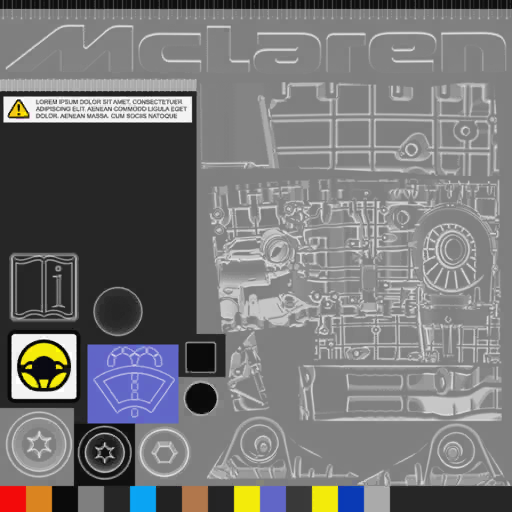 McLaren
LOREM IPSUM DOLOR SIT AMET, CONSECTETUER
ADIPISCING ELIT. AENEAN COMMODO LIGULA EGET
DOLOR. AENEAN MASSA. CUM SOCIIS NATOQUE
i